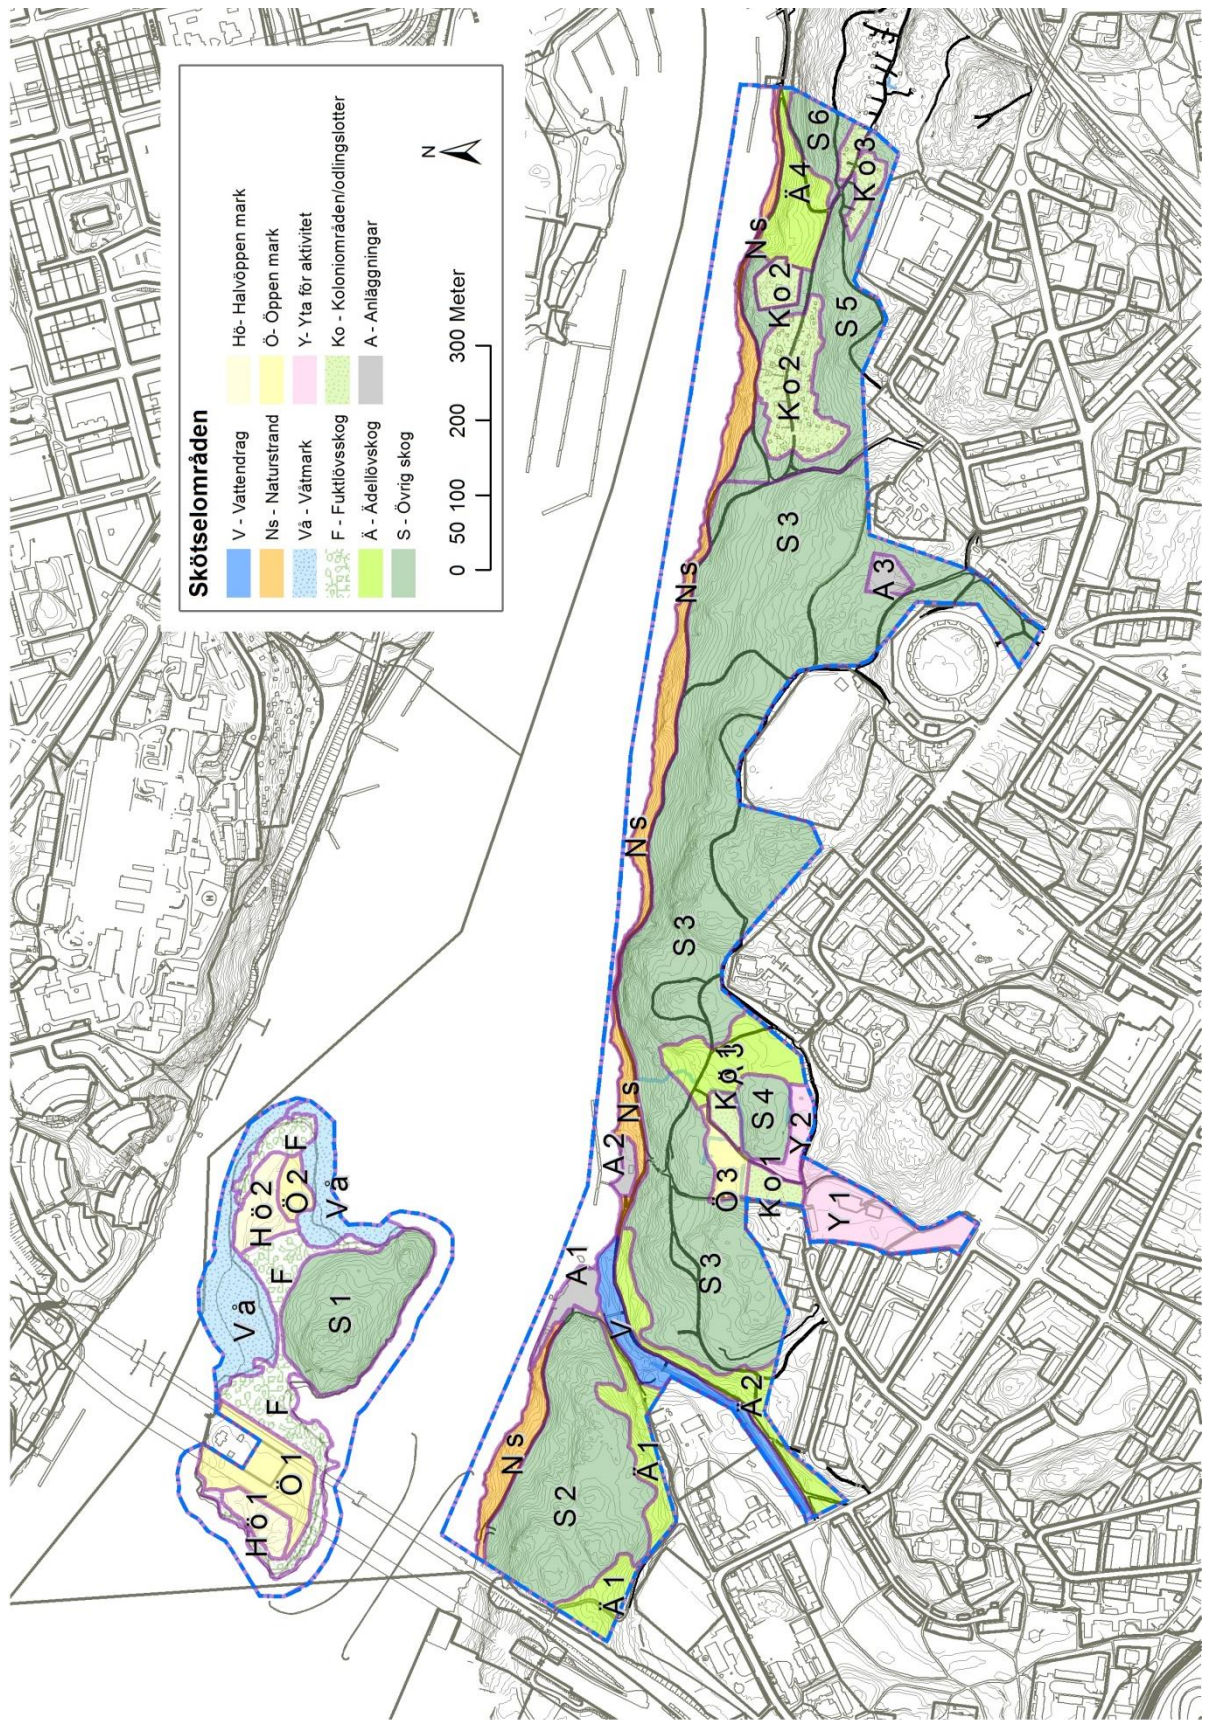 Skötselområden
V - Vattendrag
Ns - Naturstrand
Vå - Våtmark
F - Fuktlövsskog
Ä - Ädellövskog
S - Övrig skog
Hö- Halvöppen mark
Ö- Öppen mark
Y- Yta för aktivitet
Ko - Koloniområden/odlingslotter
A - Anläggningar
0 50 100 200 300 Meter
N
H
Vå
Hö 1
Hö 2
F
F
Ö 1
Ö 2
F
Vå
S 1
Ns
S 2
A 1
A 2
Ä 1
Ä 1
V
Ns
Ns
Ns
Ns
S 3
S 3
S 3
Ä 2
Ö 3
Ko 1
Ko 1
Ä 3
S 4
Y 1
Y 2
A 3
Ko 2
Ko 2
Ä 4
S 6
S 5
Ko 3